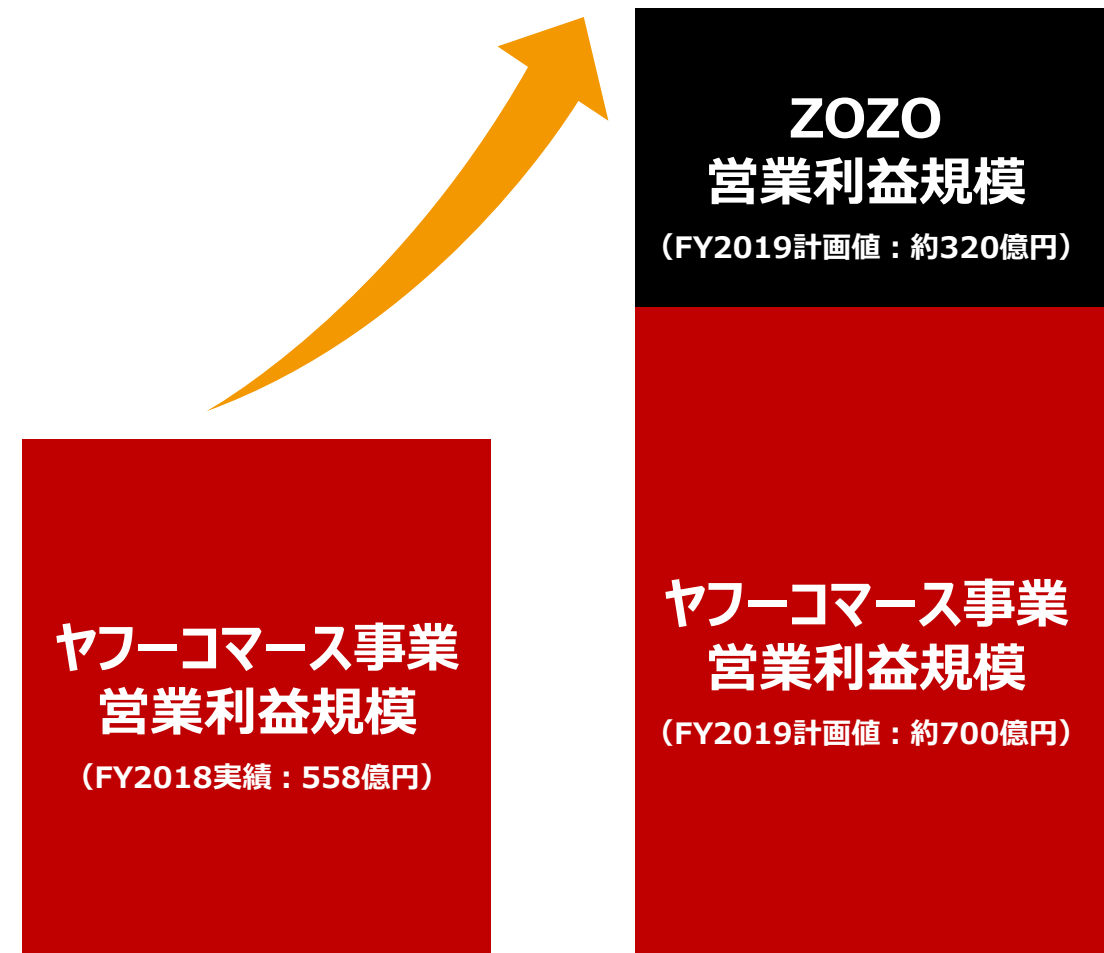 ZOZO
営業利益規模
（FY2019計画値：約320億円）
ヤフーコマース事業
営業利益規模
（FY2018実績：558億円）
ヤフーコマース事業
営業利益規模
（FY2019計画値：約700億円）